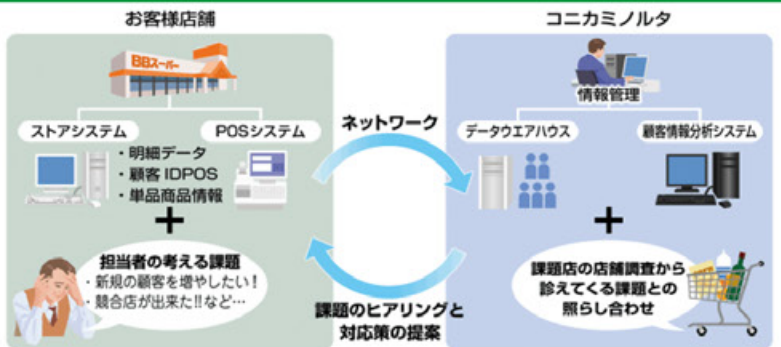 お客様店舗
コニカミノルタ
BBスーパー
情報管理
ストアシステム
POSシステム
ネットワーク
データウエアハウス
顧客情報分析システム
・明細データ
・顧客IDPOS
・単品商品情報
＋
＋
担当者の考える課題
・新規の顧客を増やしたい！
・競合店が出来た!!など…
課題店の店舗調査から
診えてくる課題との
照らし合わせ
課題のヒアリングと
対応策の提案